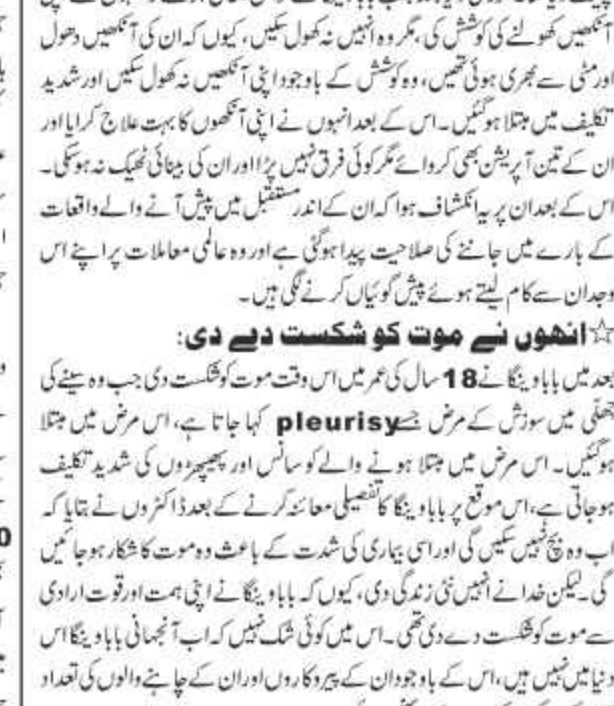 آنکھیں کھولنے کی کوشش کی، مگر وہ انہیں نہ کھول سکیں، کیوں کہ ان کی آنکھیں دھول
اور مٹی سے بھری ہوئی تھیں، وہ کوشش کے باوجود اپنی آنکھیں نہ کھول سکیں اور شدید
تکلیف میں مبتلا ہوگئیں۔ اس کے بعد انہوں نے اپنی آنکھوں کا بہت علاج کرایا اور
ان کے تین آپریشن بھی کروائے مگر کوئی فرق نہیں پڑا اور ان کی بینائی ٹھیک نہ ہوسکی۔
اس کے بعد ان پر یہ انکشاف ہوا کہ ان کے اندر مستقبل میں پیش آنے والے واقعات
کے بارے میں جاننے کی صلاحیت پیدا ہوگئی ہے اور وہ عالمی معاملات پر اپنے اس
وجدان سے کام لیتے ہوئے پیش گوئیاں کرنے لگی ہیں۔
☆انھوں نے موت کو شکست دے دی:
بعد میں بابا وینگا نے 18 سال کی عمر میں اس وقت موت کو شکست دی جب وہ سینے کی
جھلّی میں سوزش کے مرض جسے pleurisy کہا جاتا ہے، اس مرض میں مبتلا
ہوگئیں۔ اس مرض میں مبتلا ہونے والے کو سانس اور پھیپھڑوں کی شدید تکلیف
ہوجاتی ہے، اس موقع پر بابا وینگا کا تفصیلی معائنہ کرنے کے بعد ڈاکٹروں نے بتایا کہ
اب وہ بچ نہیں سکیں گی اور اسی بیماری کی شدت کے باعث وہ موت کا شکار ہوجائیں
گی۔ لیکن خدا نے انہیں نئی زندگی دی، کیوں کہ بابا وینگا نے اپنی ہمت اور قوت ارادی
سے موت کو شکست دے دی تھی۔ اس میں کوئی شک نہیں کہ اب آنجہانی بابا وینگا اس
دنیا میں نہیں ہیں، اس کے باوجود ان کے پیروکاروں اور ان کے چاہنے والوں کی تعداد